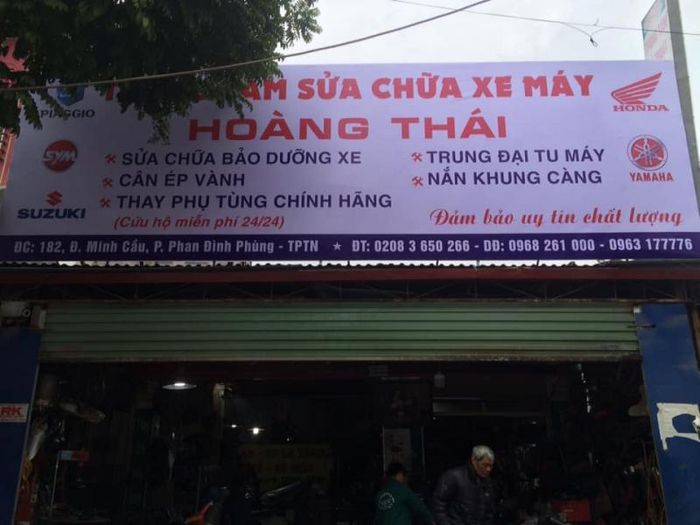 SỬA CHỮA XE MÁY
HOÀNG THÁI
PIAGGIO
SYM
SUZUKI
HONDA
YAMAHA
SỬA CHỮA BẢO DƯỠNG XE
CÂN ÉP VÀNH
THAY PHỤ TÙNG CHÍNH HÃNG
(Cứu hộ miễn phí 24/24)
TRUNG ĐẠI TU MÁY
NẮN KHUNG CÀNG
Đảm bảo uy tín chất lượng
ĐC: 182, Đ. Minh Cầu, P. Phan Đình Phùng - TPTN ★ ĐT: 0208 3 650 266 - DĐ: 0968 261 000 - 0963 177776